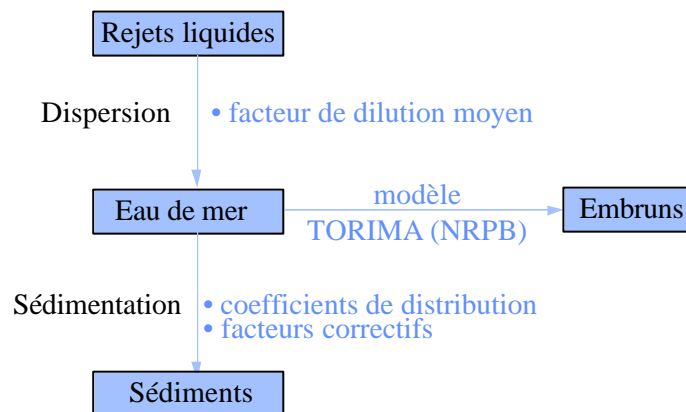 Rejets liquides
Dispersion
• facteur de dilution moyen
Eau de mer
modèle
TORIMA (NRPB)
Embruns
Sédimentation
• coefficients de distribution
• facteurs correctifs
Sédiments